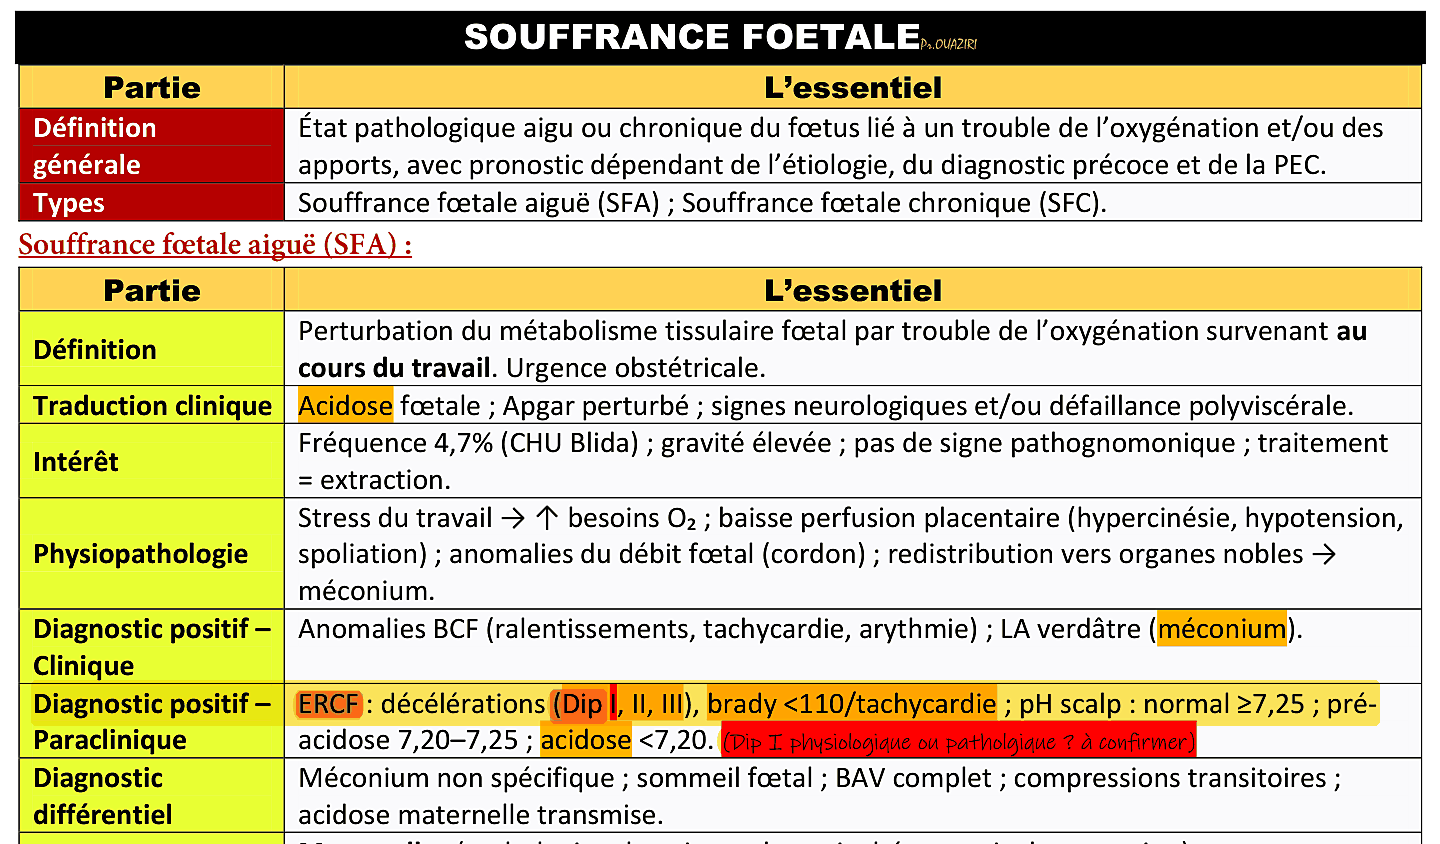 SOUFFRANCE FOETALE Pr.OUAZIRI
Partie L’essentiel
Définition générale État pathologique aigu ou chronique du fœtus lié à un trouble de l’oxygénation et/ou des
apports, avec pronostic dépendant de l’étiologie, du diagnostic précoce et de la PEC.
Types Souffrance fœtale aiguë (SFA) ; Souffrance fœtale chronique (SFC).
Souffrance fœtale aiguë (SFA) :
Partie L’essentiel
Définition Perturbation du métabolisme tissulaire fœtal par trouble de l’oxygénation survenant au
cours du travail. Urgence obstétricale.
Traduction clinique Acidose fœtale ; Apgar perturbé ; signes neurologiques et/ou défaillance polyviscérale.
Intérêt Fréquence 4,7% (CHU Blida) ; gravité élevée ; pas de signe pathognomonique ; traitement
= extraction.
Physiopathologie Stress du travail → ↑ besoins O₂ ; baisse perfusion placentaire (hypercinésie, hypotension,
spoliation) ; anomalies du débit fœtal (cordon) ; redistribution vers organes nobles →
méconium.
Diagnostic positif – Clinique Anomalies BCF (ralentissements, tachycardie, arythmie) ; LA verdâtre (méconium).
Diagnostic positif – Paraclinique ERCF : décélérations (Dip I, II, III), brady <110/tachycardie ; pH scalp : normal ≥7,25 ; pré-
acidose 7,20–7,25 ; acidose <7,20. (Dip I physiologique ou patholgique ? à confirmer)
Diagnostic différentiel Méconium non spécifique ; sommeil fœtal ; BAV complet ; compressions transitoires ;
acidose maternelle transmise.